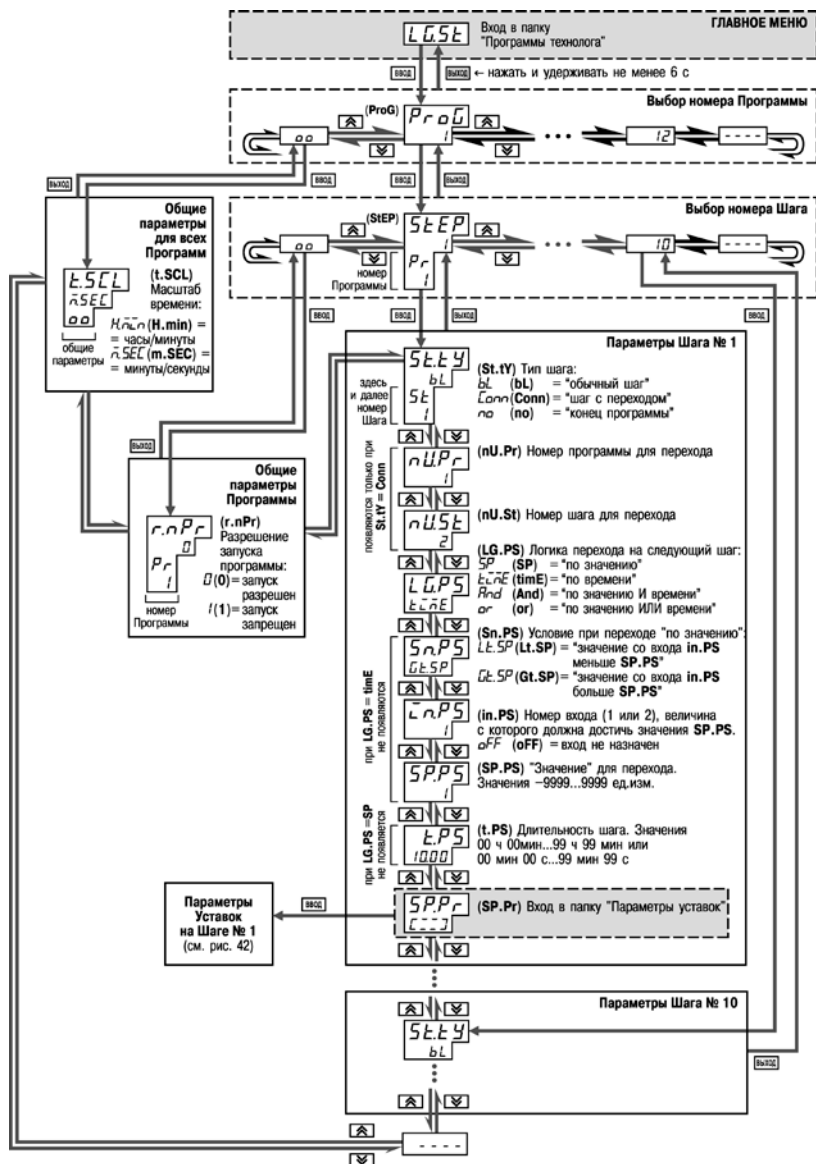 ГЛАВНОЕ МЕНЮ
LG.St
Вход в папку
"Программы технолога"
ВВОД
ВЫХОД
← нажать и удерживать не менее 6 с
Выбор номера Программы
(ProG)
ProG
1
oo
• • •
12
- - - -
ВЫХОД
ВВОД
ВВОД
ВЫХОД
Выбор номера Шага
(StEP)
StEP
Pr
1
номер
Программы
oo
• • •
10
- - - -
Общие
параметры
для всех
Программ
t.SCL
m.SEC
oo
общие
параметры
(t.SCL)
Масштаб
времени:
H.min (H.min) =
= часы/минуты
m.SEC (m.SEC) =
= минуты/секунды
ВВОД
ВВОД
ВЫХОД
ВВОД
ВЫХОД
Общие
параметры
Программы
r.nPr
0
Pr
1
номер
Программы
(r.nPr)
Разрешение
запуска
программы:
0 (0) = запуск
разрешен
1 (1) = запуск
запрещен
Параметры Шага № 1
St.tY
bL
St
1
здесь
и далее
номер
Шага
(St.tY) Тип шага:
bL (bL) = "обычный шаг"
Conn (Conn) = "шаг с переходом"
no (no) = "конец программы"
появляются только при
St.tY = Conn
nU.Pr
1
(nU.Pr) Номер программы для перехода
nU.St
2
(nU.St) Номер шага для перехода
LG.PS
timE
(LG.PS) Логика перехода на следующий шаг:
SP (SP) = "по значению"
timE (timE) = "по времени"
And (And) = "по значению И времени"
or (or) = "по значению ИЛИ времени"
при LG.PS = timE
не появляются
Sn.PS
Gt.SP
(Sn.PS) Условие при переходе "по значению":
Lt.SP (Lt.SP) = "значение со входа in.PS
меньше SP.PS"
Gt.SP (Gt.SP) = "значение со входа in.PS
больше SP.PS"
in.PS
1
(in.PS) Номер входа (1 или 2), величина
с которого должна достичь значения SP.PS.
oFF (oFF) = вход не назначен
SP.PS
1
(SP.PS) "Значение" для перехода.
Значения −9999...9999 ед.изм.
при LG.PS =SP
не появляется
t.PS
10.00
(t.PS) Длительность шага. Значения
00 ч 00мин...99 ч 99 мин или
00 мин 00 с...99 мин 99 с
SP.Pr
[---]
(SP.Pr) Вход в папку "Параметры уставок"
ВВОД
Параметры
Уставок
на Шаге № 1
(см. рис. 42)
Параметры Шага № 10
St.tY
bL
ВЫХОД
- - - -